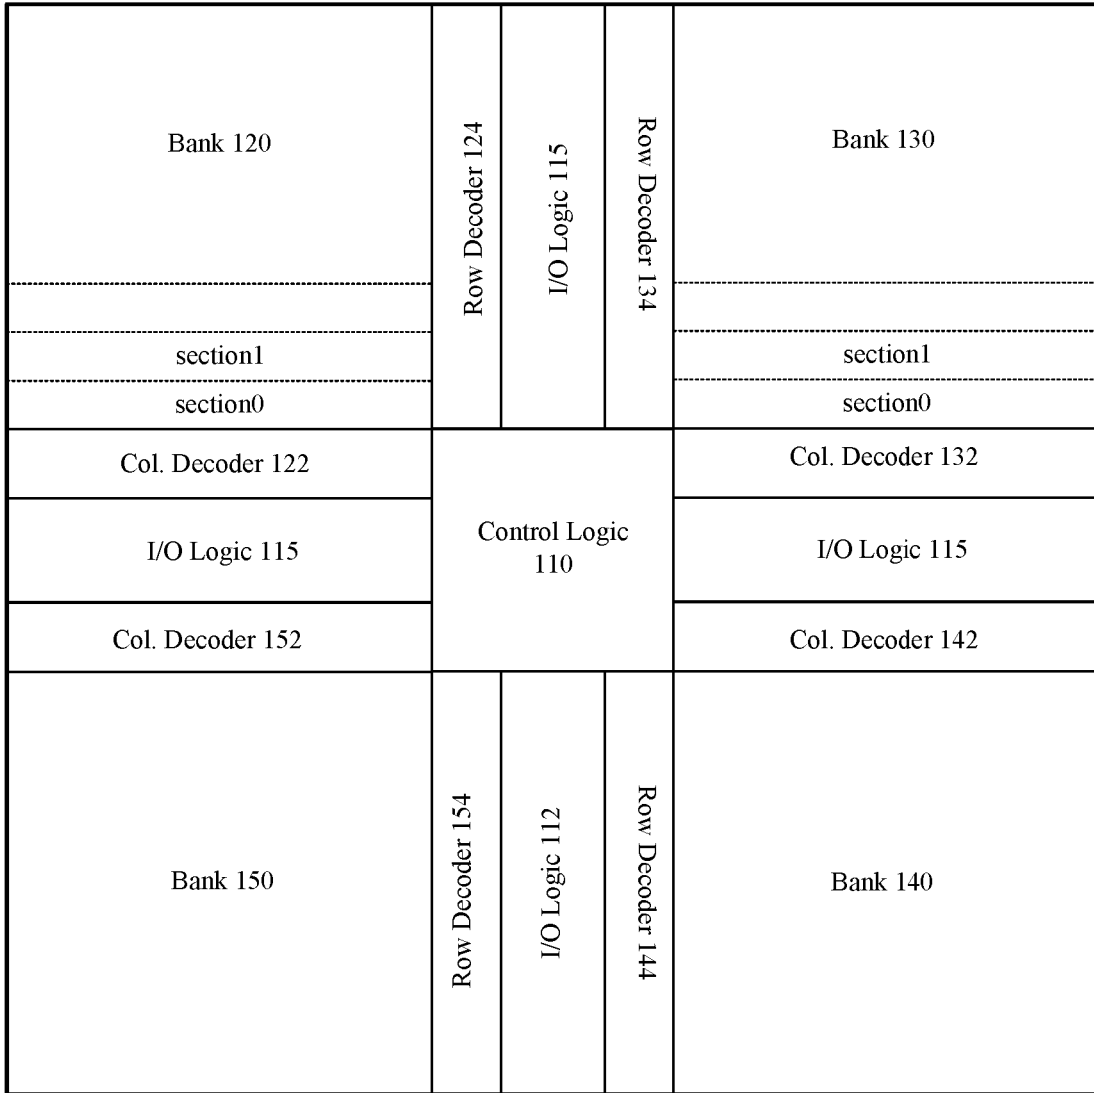 Bank 120
Row Decoder 124
I/O Logic 115
Row Decoder 134
Bank 130
section1
section0
section1
section0
Col. Decoder 122
Col. Decoder 132
I/O Logic 115
Control Logic
110
I/O Logic 115
Col. Decoder 152
Col. Decoder 142
Bank 150
Row Decoder 154
I/O Logic 112
Row Decoder 144
Bank 140